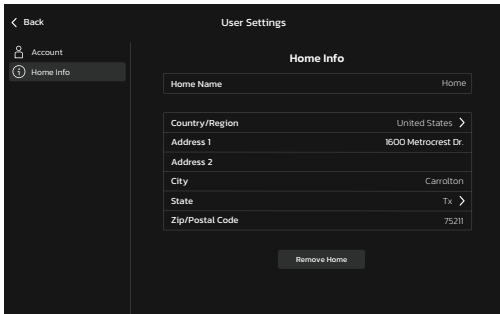 Back
User Settings
Account
Home Info
Home Info
Home Name Home
Country/Region United States
Address 1 1600 Metrocrest Dr.
Address 2
City Carrolton
State Tx
Zip/Postal Code 75211
Remove Home